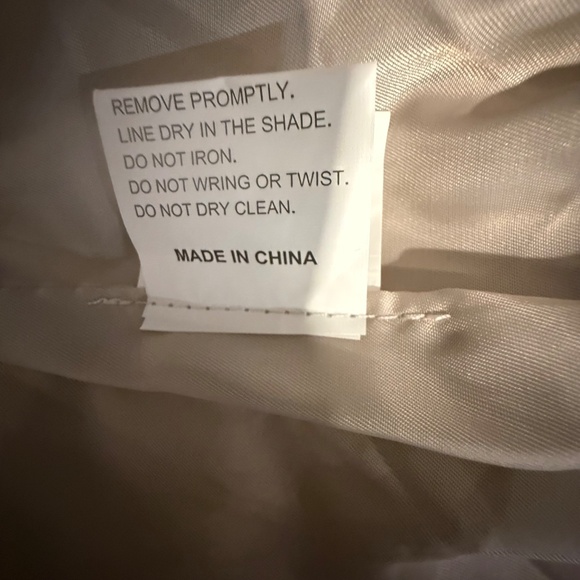 REMOVE PROMPTLY.
LINE DRY IN THE SHADE.
DO NOT IRON.
DO NOT WRING OR TWIST.
DO NOT DRY CLEAN.
MADE IN CHINA